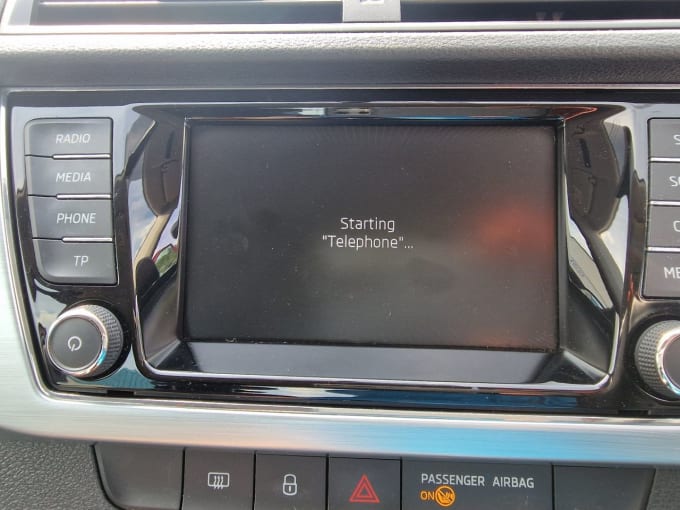 RADIO
MEDIA
PHONE
TP
Starting
"Telephone"...
PASSENGER AIRBAG
ON